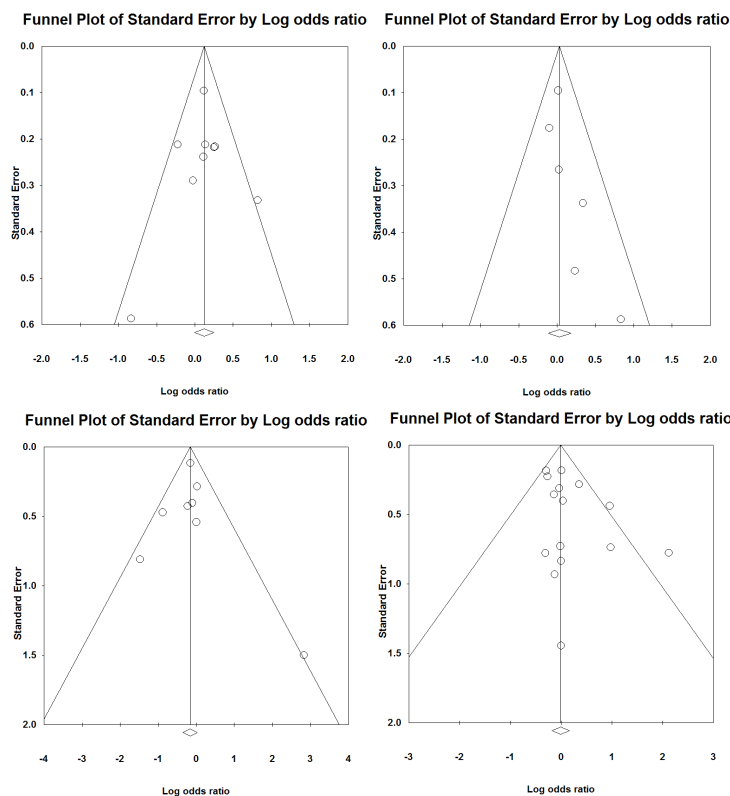 Funnel Plot of Standard Error by Log odds ratio
0.0
0.1
0.2
0.3
0.4
0.5
0.6
Standard Error
-2.0 -1.5 -1.0 -0.5 0.0 0.5 1.0 1.5 2.0
Log odds ratio
Funnel Plot of Standard Error by Log odds ratio
0.0
0.1
0.2
0.3
0.4
0.5
0.6
Standard Error
-2.0 -1.5 -1.0 -0.5 0.0 0.5 1.0 1.5 2.0
Log odds ratio
Funnel Plot of Standard Error by Log odds ratio
0.0
0.5
1.0
1.5
2.0
Standard Error
-4 -3 -2 -1 0 1 2 3 4
Log odds ratio
Funnel Plot of Standard Error by Log odds ratio
0.0
0.5
1.0
1.5
2.0
Standard Error
-3 -2 -1 0 1 2 3
Log odds ratio